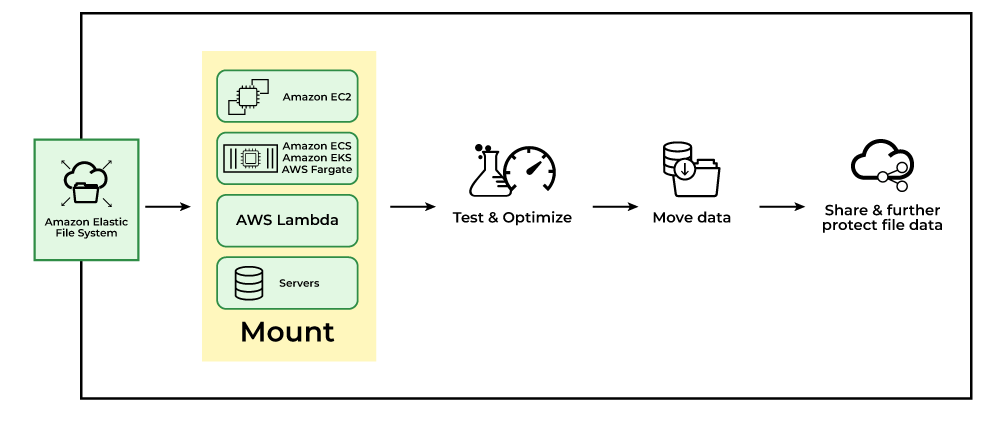 Amazon Elastic
File System
Amazon EC2
Amazon ECS
Amazon EKS
AWS Fargate
AWS Lambda
Servers
Mount
Test & Optimize
Move data
Share & further
protect file data